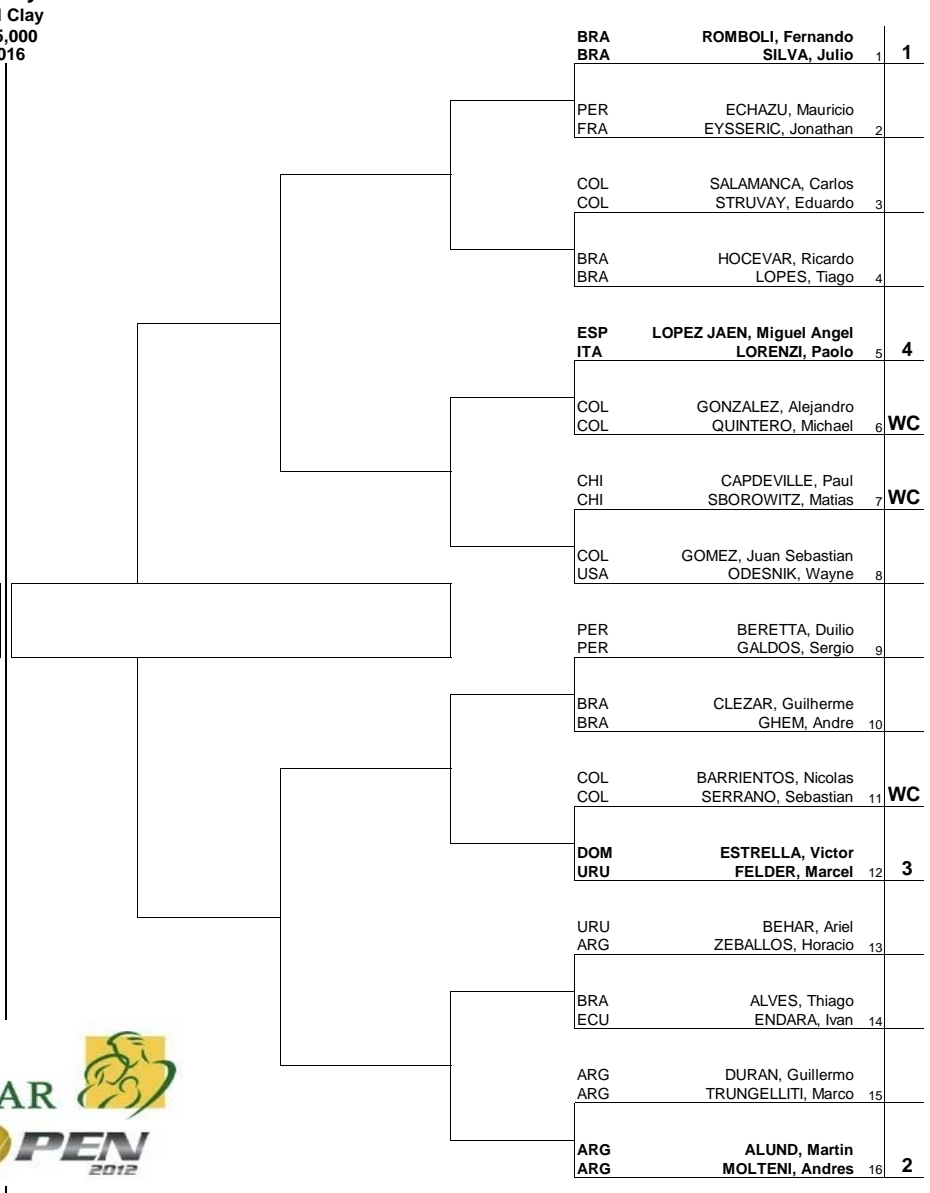 Clay
BRA ROMBOLI, Fernando
BRA SILVA, Julio 1 1
PER ECHAZU, Mauricio
FRA EYSSERIC, Jonathan 2
COL SALAMANCA, Carlos
COL STRUVAY, Eduardo 3
BRA HOCEVAR, Ricardo
BRA LOPES, Tiago 4
ESP LOPEZ JAEN, Miguel Angel
ITA LORENZI, Paolo 5 4
COL GONZALEZ, Alejandro
COL QUINTERO, Michael 6 WC
CHI CAPDEVILLE, Paul
CHI SBOROWITZ, Matias 7 WC
COL GOMEZ, Juan Sebastian
USA ODESNIK, Wayne 8
PER BERETTA, Duilio
PER GALDOS, Sergio 9
BRA CLEZAR, Guilherme
BRA GHEM, Andre 10
COL BARRIENTOS, Nicolas
COL SERRANO, Sebastian 11 WC
DOM ESTRELLA, Victor
URU FELDER, Marcel 12 3
URU BEHAR, Ariel
ARG ZEBALLOS, Horacio 13
BRA ALVES, Thiago
ECU ENDARA, Ivan 14
ARG DURAN, Guillermo
ARG TRUNGELLITI, Marco 15
ARG ALUND, Martin
ARG MOLTENI, Andres 16 2
AR
PEN
2012